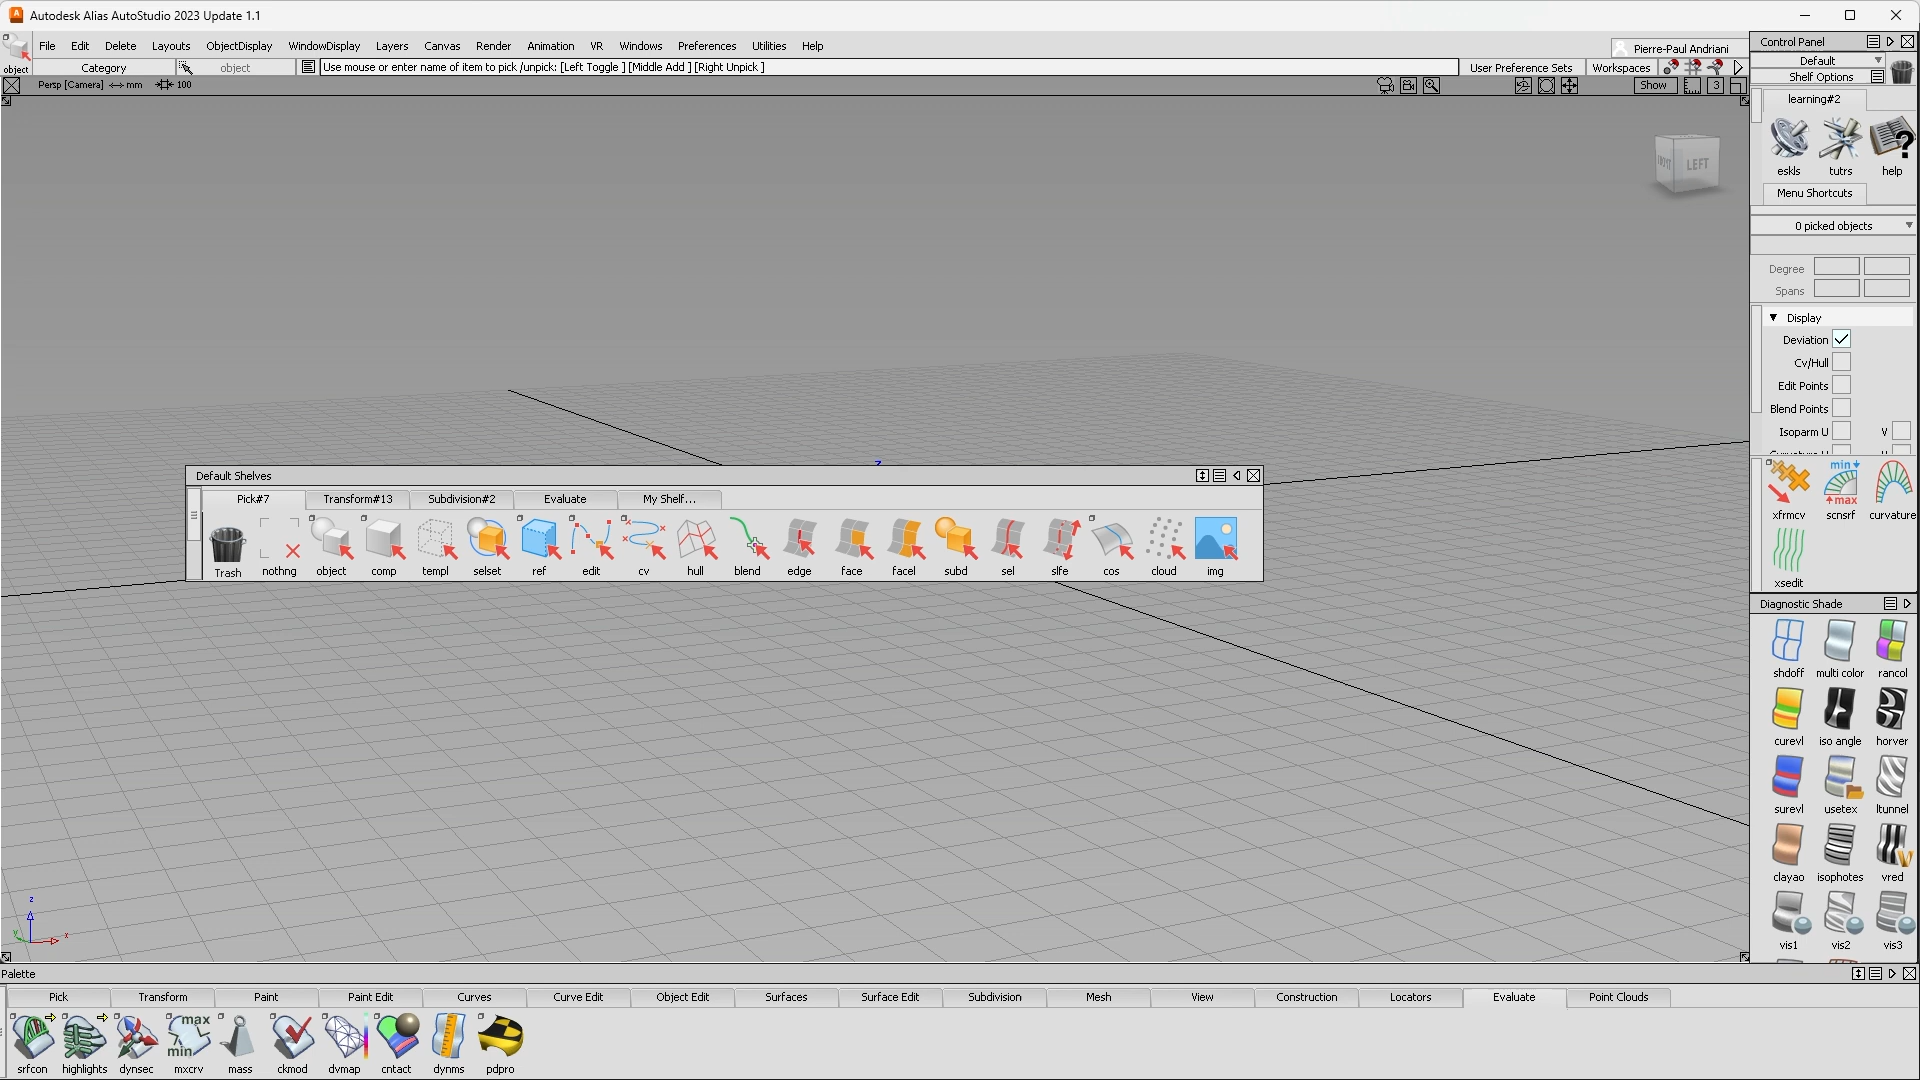 Autodesk Alias AutoStudio 2023 Update 1.1
File Edit Delete Layouts ObjectDisplay WindowDisplay Layers Canvas Render Animation VR Windows Preferences Utilities Help
Pierre-Paul Andriani
object
Category
object
Use mouse or enter name of item to pick /unpick: [Left Toggle ] [Middle Add ] [Right Unpick ]
User Preference Sets
Workspaces
Persp [Camera] <-> mm 100
Show
3
LEFT
Control Panel
Default
Shelf Options
learning#2
eskls tutrs help
Menu Shortcuts
0 picked objects
Degree
Spans
Display
Deviation
Cv/Hull
Edit Points
Blend Points
Isoparm U V
min
max
xfrmcv scnsrf curvature
xsedit
Diagnostic Shade
shdoff multi color rancol
curevl iso angle horver
surevl usetex ltunnel
clayao isophotes vred
vis1 vis2 vis3
Default Shelves
Pick#7 Transform#13 Subdivision#2 Evaluate My Shelf...
Trash nothng object comp templ selset ref edit cv hull blend edge face facel subd sel slfe cos cloud img
z
z
y
x
Palette
Pick Transform Paint Paint Edit Curves Curve Edit Object Edit Surfaces Surface Edit Subdivision Mesh View Construction Locators Evaluate Point Clouds
max
min
srfcon highlights dynsec mxcrv mass ckmod dvmap cntact dynms pdpro